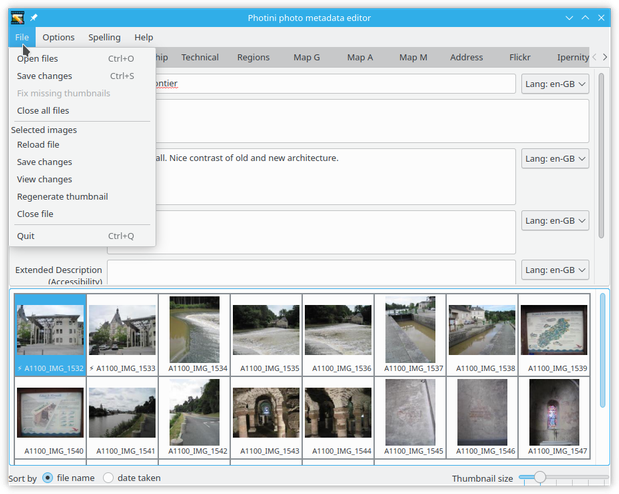 Photini photo metadata editor
File Options Spelling Help
hip Technical Regions Map G Map A Map M Address Flickr Ipernity
Open files Ctrl+O
Save changes Ctrl+S
Fix missing thumbnails
Close all files
Selected images
Reload file
Save changes
View changes
Regenerate thumbnail
Close file
Quit Ctrl+Q
ontier
Lang: en-GB
all. Nice contrast of old and new architecture.
Lang: en-GB
Lang: en-GB
Extended Description
(Accessibility)
Lang: en-GB
⚡ A1100_IMG_1532 ⚡ A1100_IMG_1533 A1100_IMG_1534 A1100_IMG_1535 A1100_IMG_1536 A1100_IMG_1537 A1100_IMG_1538 A1100_IMG_1539
A1100_IMG_1540 A1100_IMG_1541 A1100_IMG_1542 A1100_IMG_1543 A1100_IMG_1544 A1100_IMG_1545 A1100_IMG_1546 A1100_IMG_1547
Sort by file name date taken Thumbnail size